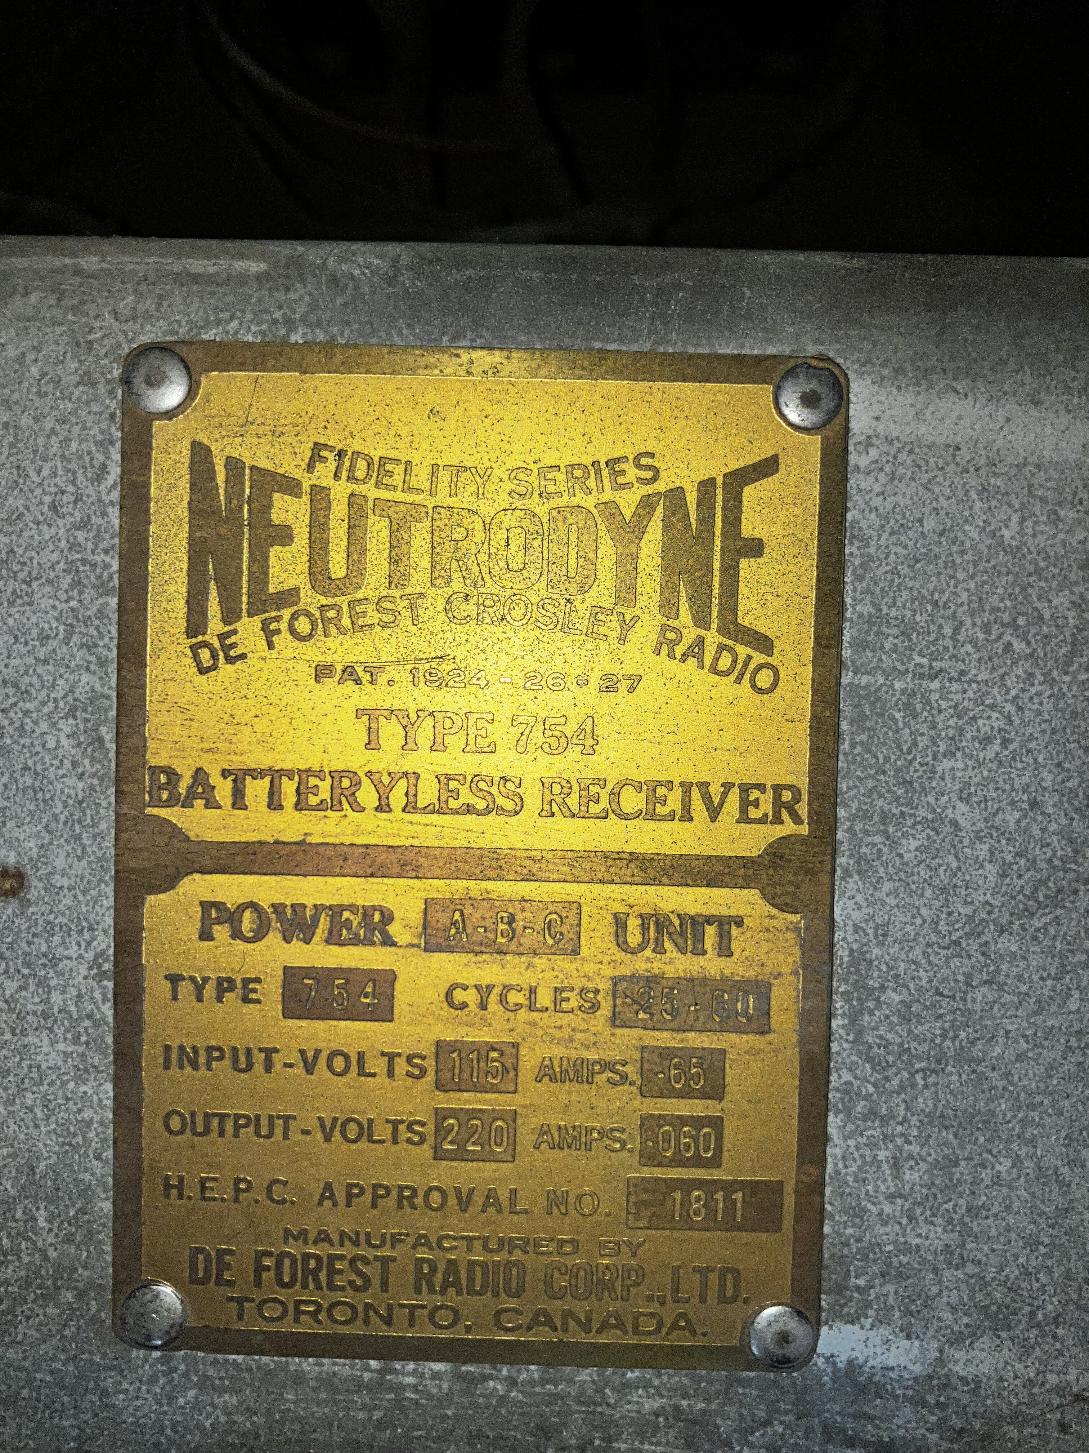 FIDELITY SERIES
NEUTRODYNE
DE FOREST CROSLEY RADIO
PAT. 1924 - 26 - 27
TYPE 754
BATTERYLESS RECEIVER
POWER A-B-C UNIT
TYPE 754 CYCLES 25-60
INPUT-VOLTS 115 AMPS. .65
OUTPUT-VOLTS 220 AMPS. .060
H.E.P.C. APPROVAL NO. 1811
MANUFACTURED BY
DE FOREST RADIO CORP., LTD.
TORONTO, CANADA.